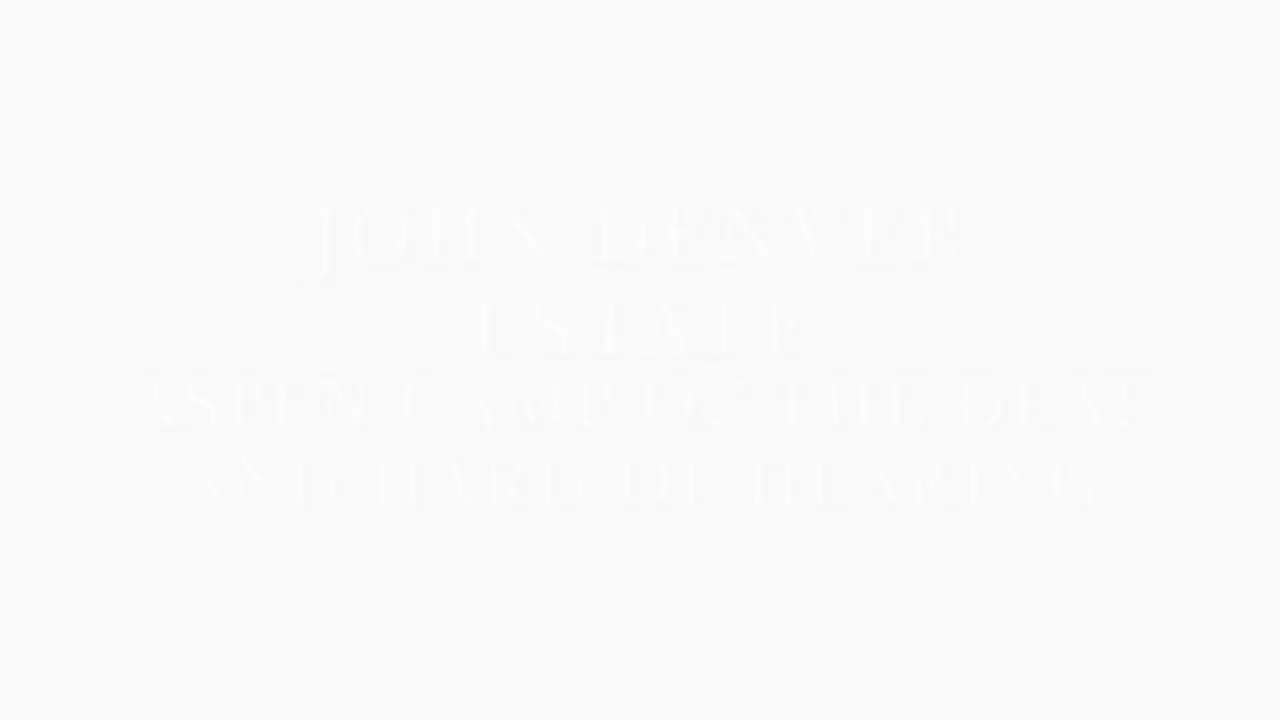 JOHN DENVER
ESTATE
ASPEN CAMP OF THE DEAF
AND HARD OF HEARING